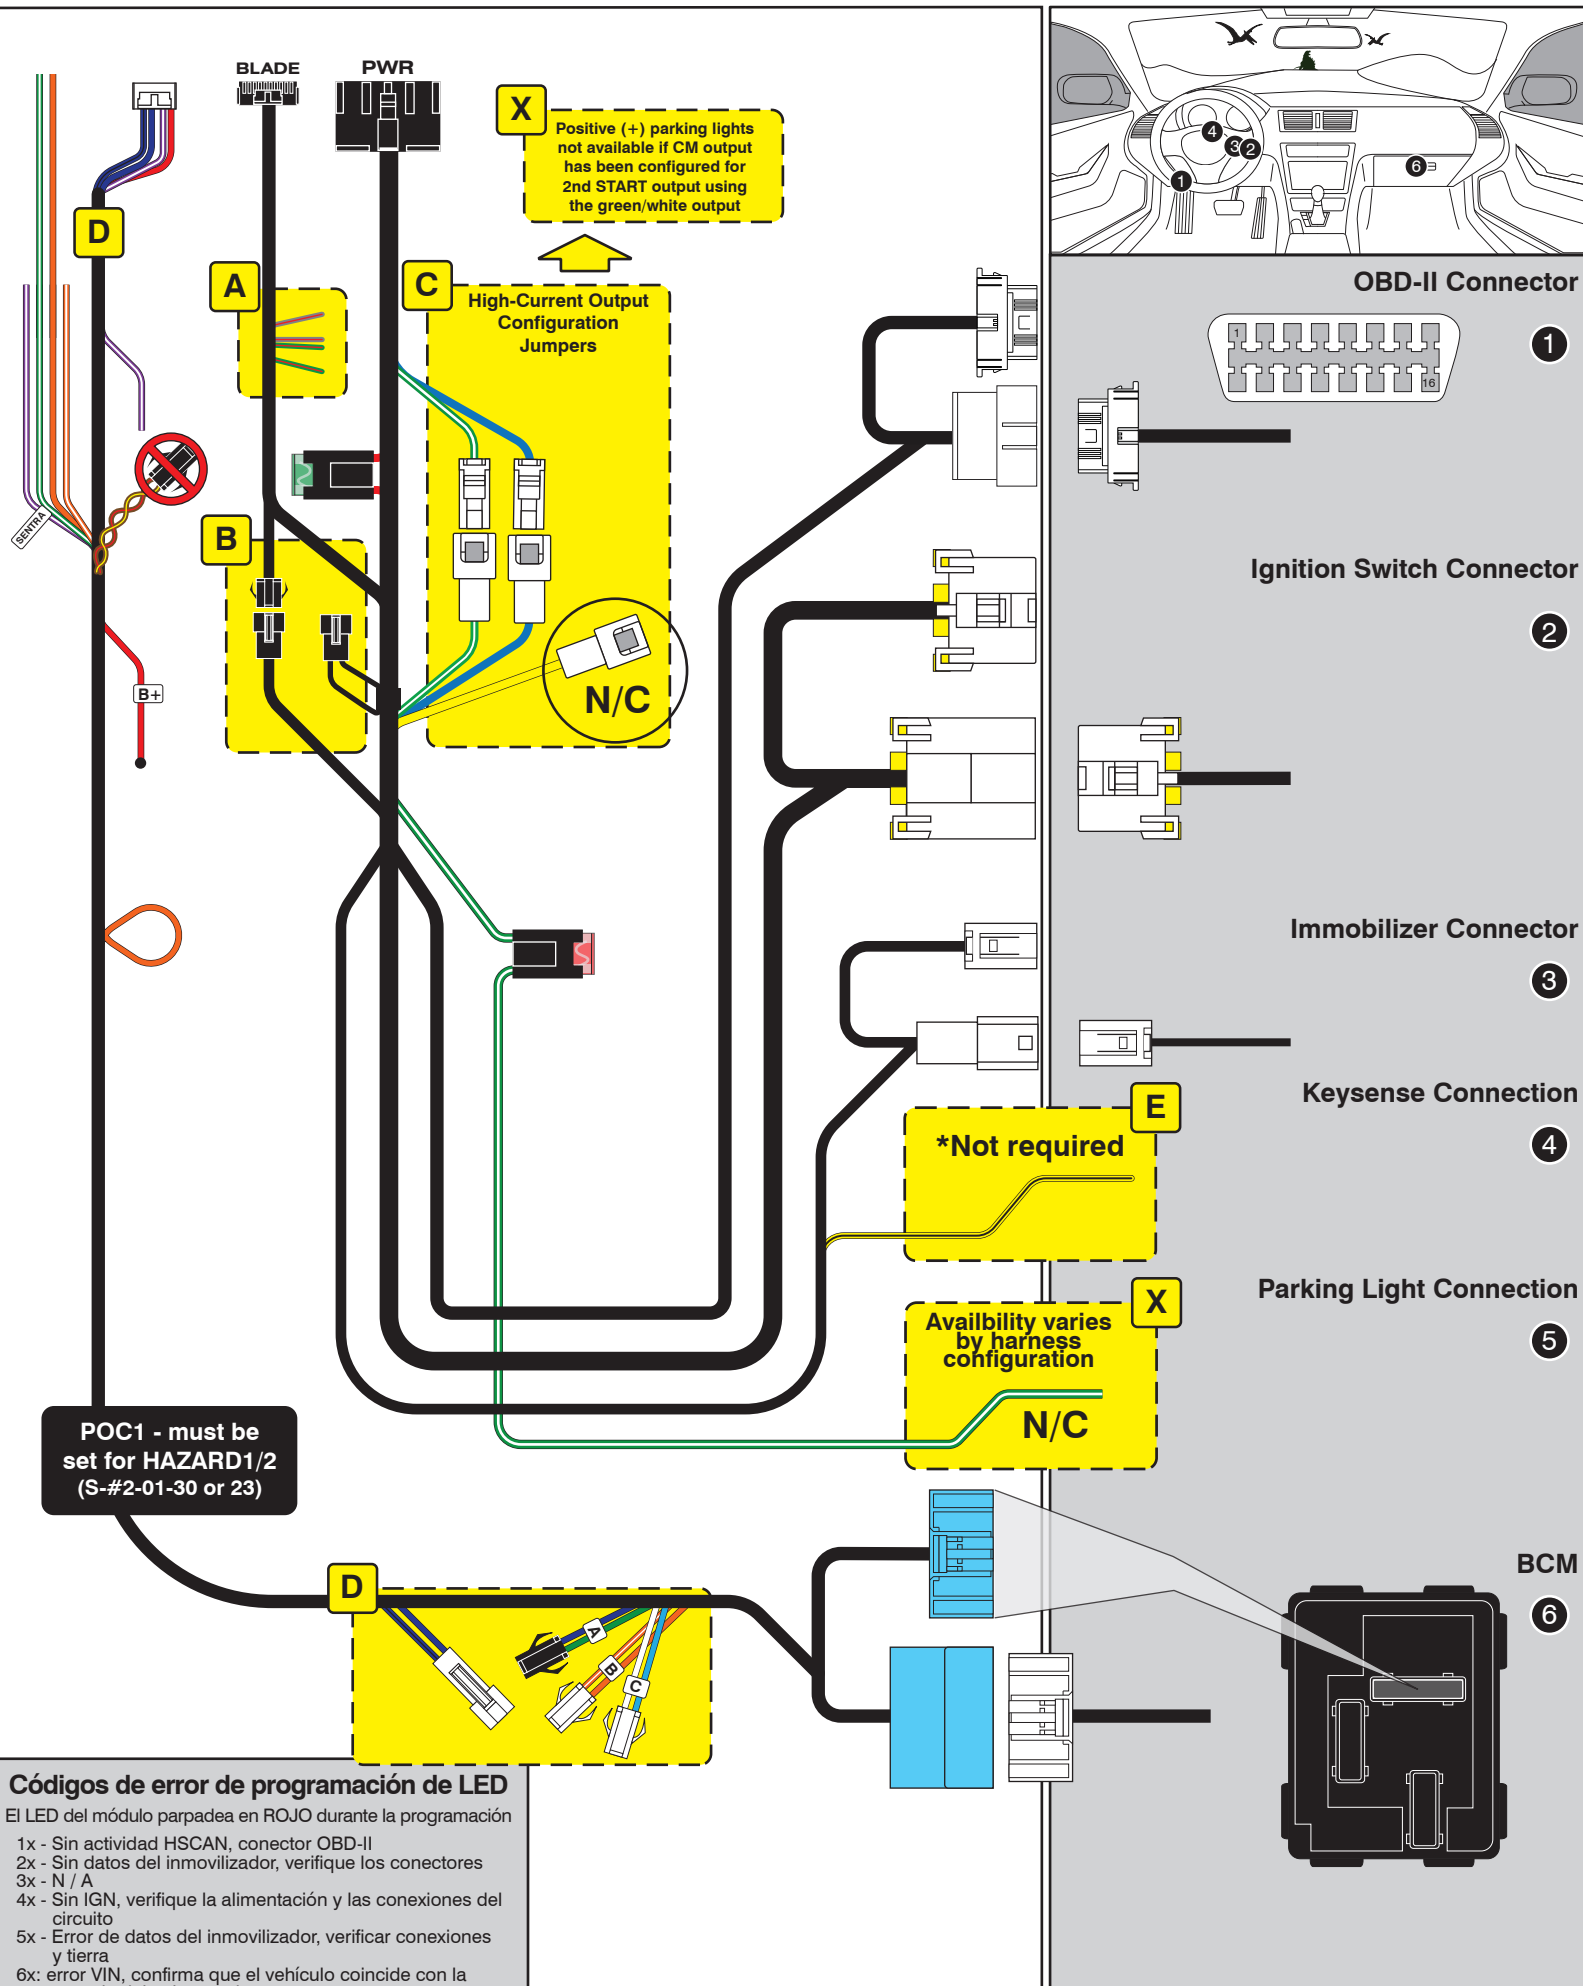 BLADE
PWR
X
Positive (+) parking lights
not available if CM output
has been configured for
2nd START output using
the green/white output
4
3
2
6
1
D
A
C
High-Current Output
Configuration
Jumpers
OBD-II Connector
1
1
16
SENTRA
B
Ignition Switch Connector
2
B+
N/C
Immobilizer Connector
3
Keysense Connection
4
E
*Not required
Parking Light Connection
5
X
Availbility varies
by harness
configuration
N/C
POC1 - must be
set for HAZARD1/2
(S-#2-01-30 or 23)
BCM
6
D
A
B
C
Códigos de error de programación de LED
El LED del módulo parpadea en ROJO durante la programación
1x - Sin actividad HSCAN, conector OBD-II
2x - Sin datos del inmovilizador, verifique los conectores
3x - N / A
4x - Sin IGN, verifique la alimentación y las conexiones del
circuito
5x - Error de datos del inmovilizador, verificar conexiones
y tierra
6x: error VIN, confirma que el vehículo coincide con la